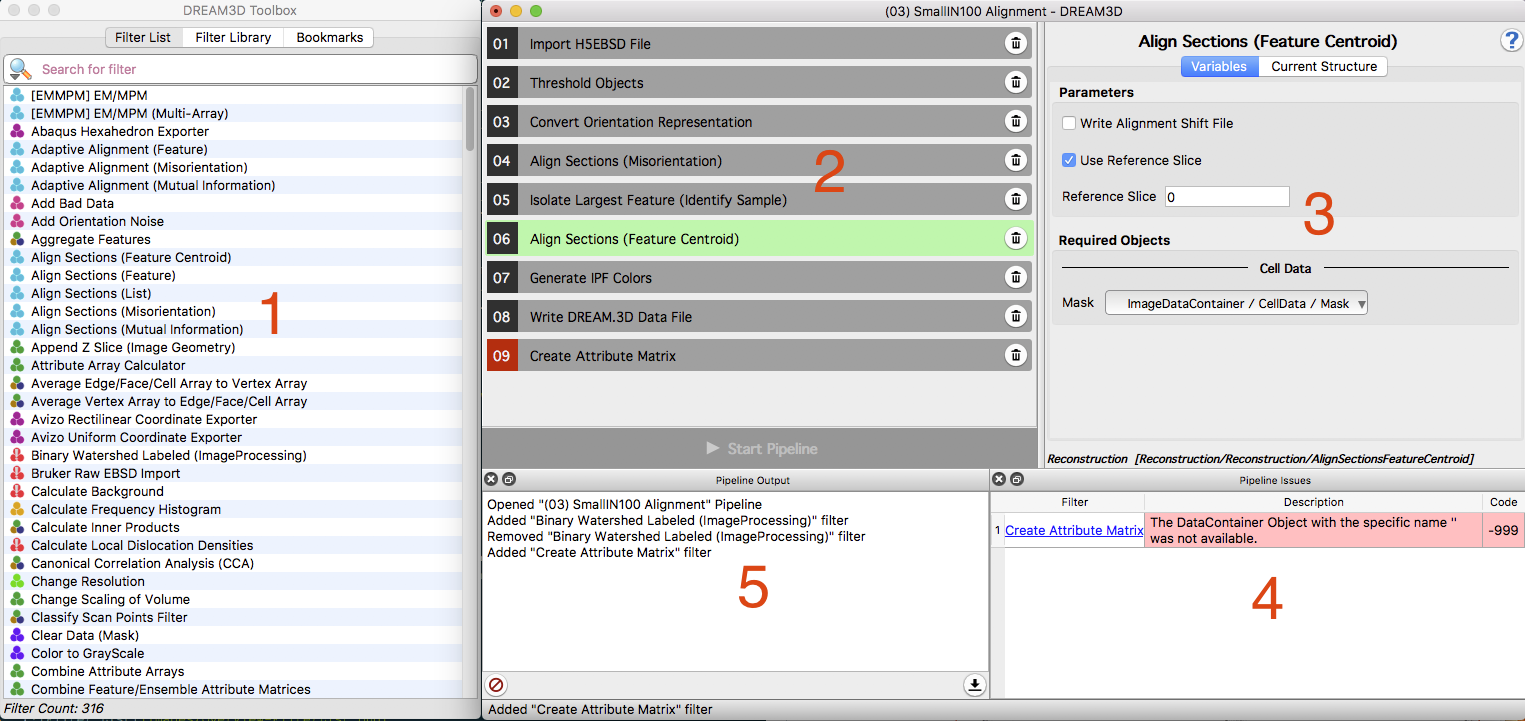 DREAM3D Toolbox
Filter List Filter Library Bookmarks
Search for filter
[EMMPM] EM/MPM
[EMMPM] EM/MPM (Multi-Array)
Abaqus Hexahedron Exporter
Adaptive Alignment (Feature)
Adaptive Alignment (Misorientation)
Adaptive Alignment (Mutual Information)
Add Bad Data
Add Orientation Noise
Aggregate Features
Align Sections (Feature Centroid)
Align Sections (Feature)
Align Sections (List)
Align Sections (Misorientation)
Align Sections (Mutual Information)
Append Z Slice (Image Geometry)
Attribute Array Calculator
Average Edge/Face/Cell Array to Vertex Array
Average Vertex Array to Edge/Face/Cell Array
Avizo Rectilinear Coordinate Exporter
Avizo Uniform Coordinate Exporter
Binary Watershed Labeled (ImageProcessing)
Bruker Raw EBSD Import
Calculate Background
Calculate Frequency Histogram
Calculate Inner Products
Calculate Local Dislocation Densities
Canonical Correlation Analysis (CCA)
Change Resolution
Change Scaling of Volume
Classify Scan Points Filter
Clear Data (Mask)
Color to GrayScale
Combine Attribute Arrays
Combine Feature/Ensemble Attribute Matrices
Filter Count: 316
1
(03) SmallIN100 Alignment - DREAM3D
01 Import H5EBSD File
02 Threshold Objects
03 Convert Orientation Representation
04 Align Sections (Misorientation)
05 Isolate Largest Feature (Identify Sample)
06 Align Sections (Feature Centroid)
07 Generate IPF Colors
08 Write DREAM.3D Data File
09 Create Attribute Matrix
2
Start Pipeline
Align Sections (Feature Centroid)
?
Variables Current Structure
Parameters
Write Alignment Shift File
Use Reference Slice
Reference Slice 0
3
Required Objects
Cell Data
Mask ImageDataContainer / CellData / Mask
Reconstruction [Reconstruction/Reconstruction/AlignSectionsFeatureCentroid]
Pipeline Output
Opened "(03) SmallIN100 Alignment" Pipeline
Added "Binary Watershed Labeled (ImageProcessing)" filter
Removed "Binary Watershed Labeled (ImageProcessing)" filter
Added "Create Attribute Matrix" filter
5
Pipeline Issues
Filter Description Code
1 Create Attribute Matrix The DataContainer Object with the specific name '' -999
was not available.
4
Added "Create Attribute Matrix" filter